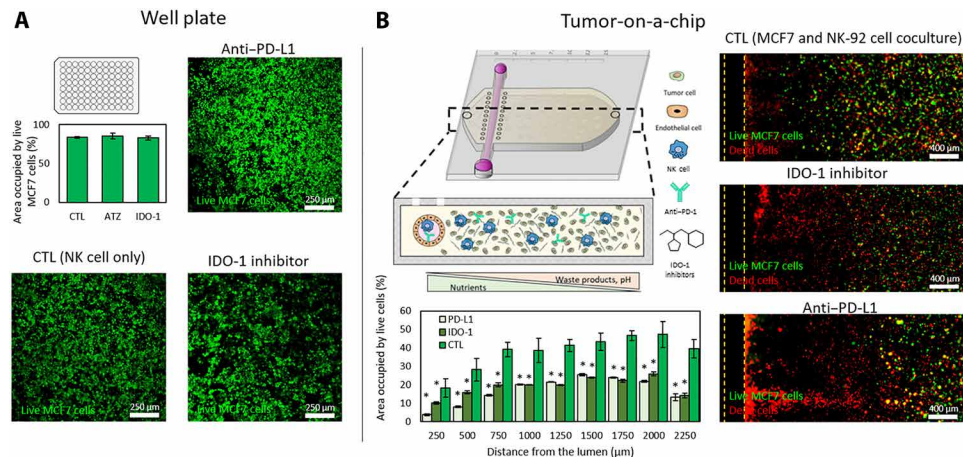 A
Well plate
Anti–PD-L1
Area occupied by live
MCF7 cells (%)
100
50
0
CTL ATZ IDO-1
Live MCF7 cells
250 µm
CTL (NK cell only)
Live MCF7 cells
250 µm
IDO-1 inhibitor
Live MCF7 cells
250 µm
B
Tumor-on-a-chip
Tumor cell
Endothelial cell
NK cell
Anti–PD-1
IDO-1
inhibitors
Waste products, pH
Nutrients
Area occupied by live cells (%)
60
50
40
30
20
10
0
PD-L1
IDO-1
CTL
* * * * * * * * * * * * * * * * * *
250 500 750 1000 1250 1500 1750 2000 2250
Distance from the lumen (µm)
CTL (MCF7 and NK-92 cell coculture)
Live MCF7 cells
Dead cells
400 µm
IDO-1 inhibitor
Live MCF7 cells
Dead cells
400 µm
Anti–PD-L1
Live MCF7 cells
Dead cells
400 µm